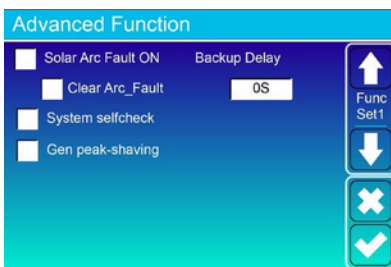 Advanced Function
Solar Arc Fault ON Backup Delay
Clear Arc_Fault 0S
System selfcheck
Gen peak-shaving
Func
Set1